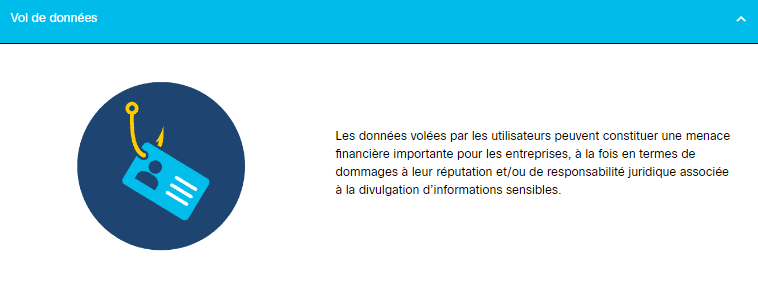 Vol de données
Les données volées par les utilisateurs peuvent constituer une menace
financière importante pour les entreprises, à la fois en termes de
dommages à leur réputation et/ou de responsabilité juridique associée
à la divulgation d’informations sensibles.